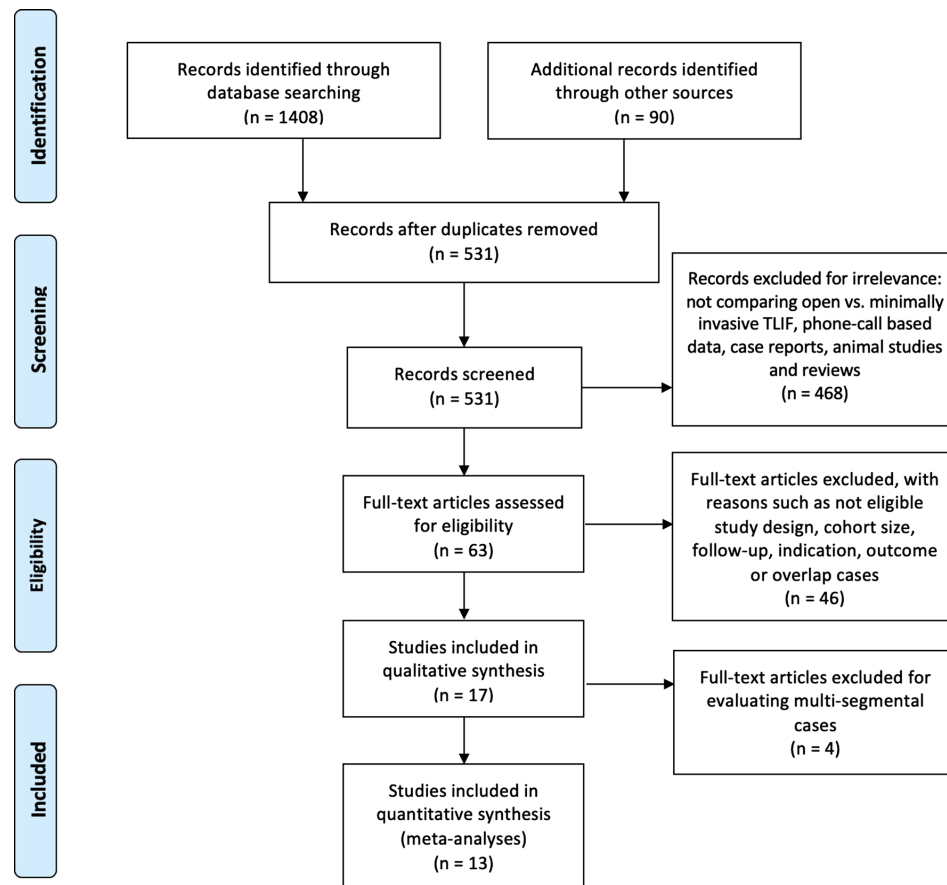 Identification
Records identified through
database searching
(n = 1408)
Additional records identified
through other sources
(n = 90)
Records after duplicates removed
(n = 531)
Screening
Records screened
(n = 531)
Records excluded for irrelevance:
not comparing open vs. minimally
invasive TLIF, phone-call based
data, case reports, animal studies
and reviews
(n = 468)
Eligibility
Full-text articles assessed
for eligibility
(n = 63)
Full-text articles excluded, with
reasons such as not eligible
study design, cohort size,
follow-up, indication, outcome
or overlap cases
(n = 46)
Studies included in
qualitative synthesis
(n = 17)
Full-text articles excluded for
evaluating multi-segmental
cases
(n = 4)
Included
Studies included in
quantitative synthesis
(meta-analyses)
(n = 13)